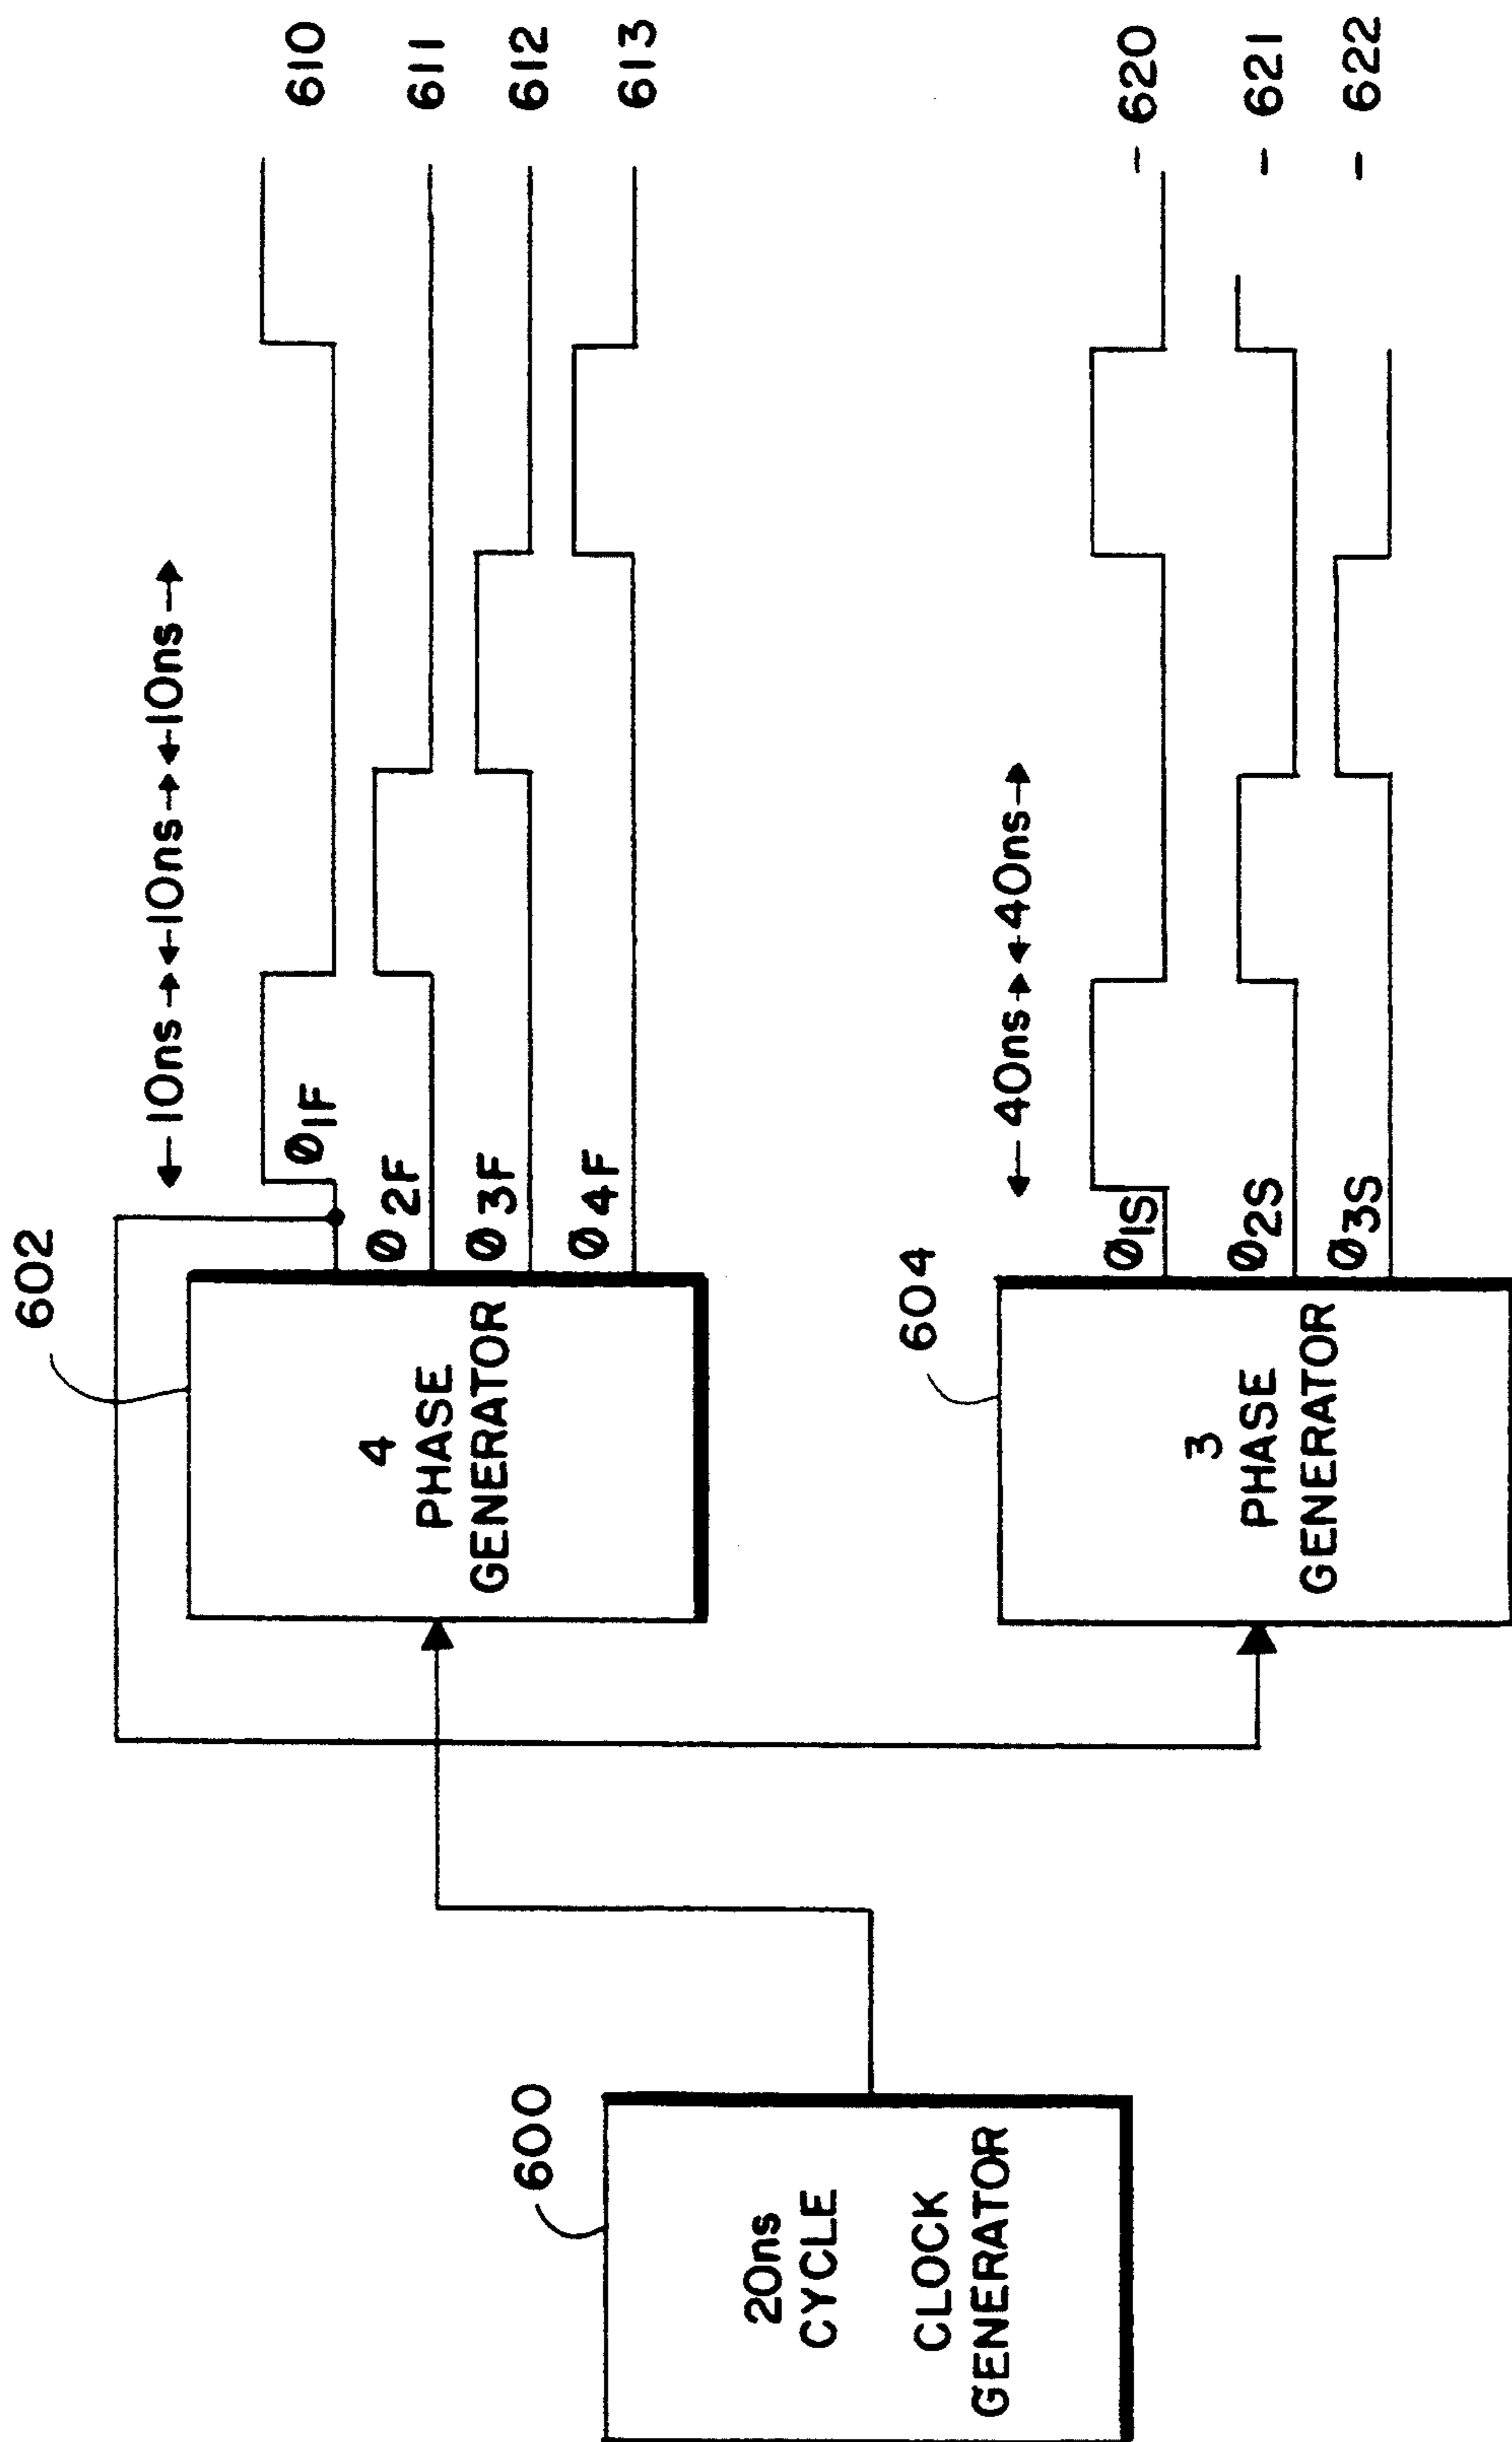 600
20ns
CYCLE
CLOCK
GENERATOR
602
4
PHASE
GENERATOR
Ø1F
Ø2F
Ø3F
Ø4F
10ns 10ns 10ns
610
611
612
613
604
3
PHASE
GENERATOR
Ø1S
Ø2S
Ø3S
40ns 40ns
- 620
- 621
- 622